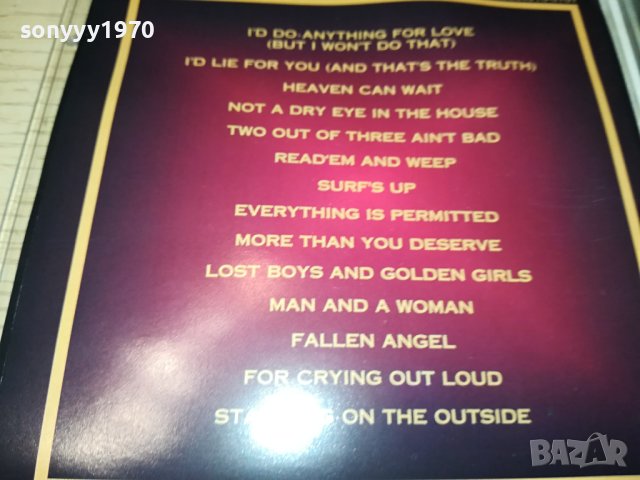 sonyyy1970
I'D DO ANYTHING FOR LOVE
(BUT I WON'T DO THAT)
I'D LIE FOR YOU (AND THAT'S THE TRUTH)
HEAVEN CAN WAIT
NOT A DRY EYE IN THE HOUSE
TWO OUT OF THREE AIN'T BAD
READ'EM AND WEEP
SURF'S UP
EVERYTHING IS PERMITTED
MORE THAN YOU DESERVE
LOST BOYS AND GOLDEN GIRLS
MAN AND A WOMAN
FALLEN ANGEL
FOR CRYING OUT LOUD
ON THE OUTSIDE
BAZAR